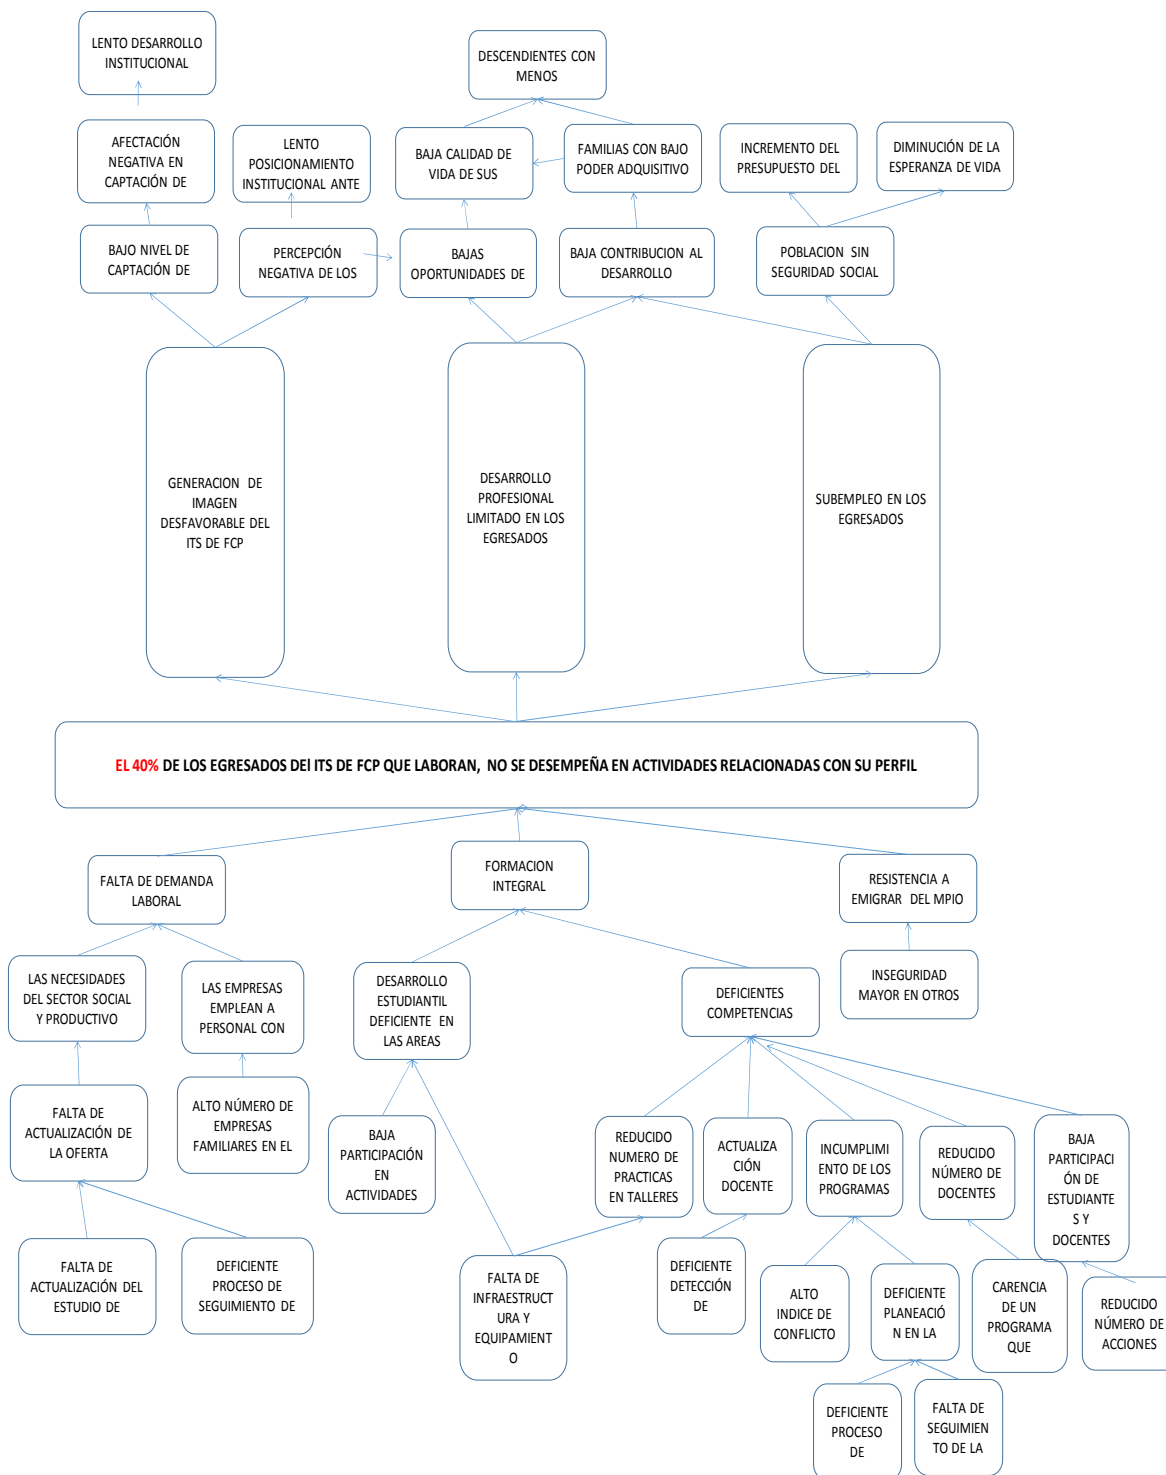 LENTO DESARROLLO
INSTITUCIONAL
DESCENDIENTES CON
MENOS
AFECTACIÓN
NEGATIVA EN
CAPTACIÓN DE
LENTO
POSICIONAMIENTO
INSTITUCIONAL ANTE
BAJA CALIDAD DE
VIDA DE SUS
FAMILIAS CON BAJO
PODER ADQUISITIVO
INCREMENTO DEL
PRESUPUESTO DEL
DIMINUCIÓN DE LA
ESPERANZA DE VIDA
BAJO NIVEL DE
CAPTACIÓN DE
PERCEPCIÓN
NEGATIVA DE LOS
BAJAS
OPORTUNIDADES DE
BAJA CONTRIBUCION AL
DESARROLLO
POBLACION SIN
SEGURIDAD SOCIAL
GENERACION DE
IMAGEN
DESFAVORABLE DEL
ITS DE FCP
DESARROLLO
PROFESIONAL
LIMITADO EN LOS
EGRESADOS
SUBEMPLEO EN LOS
EGRESADOS
EL 40% DE LOS EGRESADOS DEl ITS DE FCP QUE LABORAN, NO SE DESEMPEÑA EN ACTIVIDADES RELACIONADAS CON SU PERFIL
FALTA DE DEMANDA
LABORAL
FORMACION
INTEGRAL
RESISTENCIA A
EMIGRAR DEL MPIO
LAS NECESIDADES
DEL SECTOR SOCIAL
Y PRODUCTIVO
LAS EMPRESAS
EMPLEAN A
PERSONAL CON
DESARROLLO
ESTUDIANTIL
DEFICIENTE EN
LAS AREAS
DEFICIENTES
COMPETENCIAS
INSEGURIDAD
MAYOR EN OTROS
FALTA DE
ACTUALIZACIÓN DE
LA OFERTA
ALTO NÚMERO DE
EMPRESAS
FAMILIARES EN EL
BAJA
PARTICIPACIÓN
EN
ACTIVIDADES
REDUCIDO
NUMERO DE
PRACTICAS
EN TALLERES
ACTUALIZA
CIÓN
DOCENTE
INCUMPLIMI
ENTO DE LOS
PROGRAMAS
REDUCIDO
NÚMERO DE
DOCENTES
BAJA
PARTICIPACI
ÓN DE
ESTUDIANTE
S Y
DOCENTES
FALTA DE
ACTUALIZACIÓN DEL
ESTUDIO DE
DEFICIENTE
PROCESO DE
SEGUIMIENTO DE
FALTA DE
INFRAESTRUCT
URA Y
EQUIPAMIENT
O
DEFICIENTE
DETECCIÓN
DE
ALTO
INDICE DE
CONFLICTO
DEFICIENTE
PLANEACIÓ
N EN LA
CARENCIA
DE UN
PROGRAMA
QUE
REDUCIDO
NÚMERO DE
ACCIONES
DEFICIENTE
PROCESO
DE
FALTA DE
SEGUIMIEN
TO DE LA